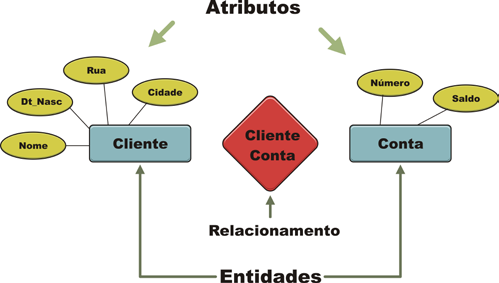 Atributos
Rua
Dt_Nasc
Cidade
Nome
Cliente
Cliente
Conta
Número
Saldo
Conta
Relacionamento
Entidades